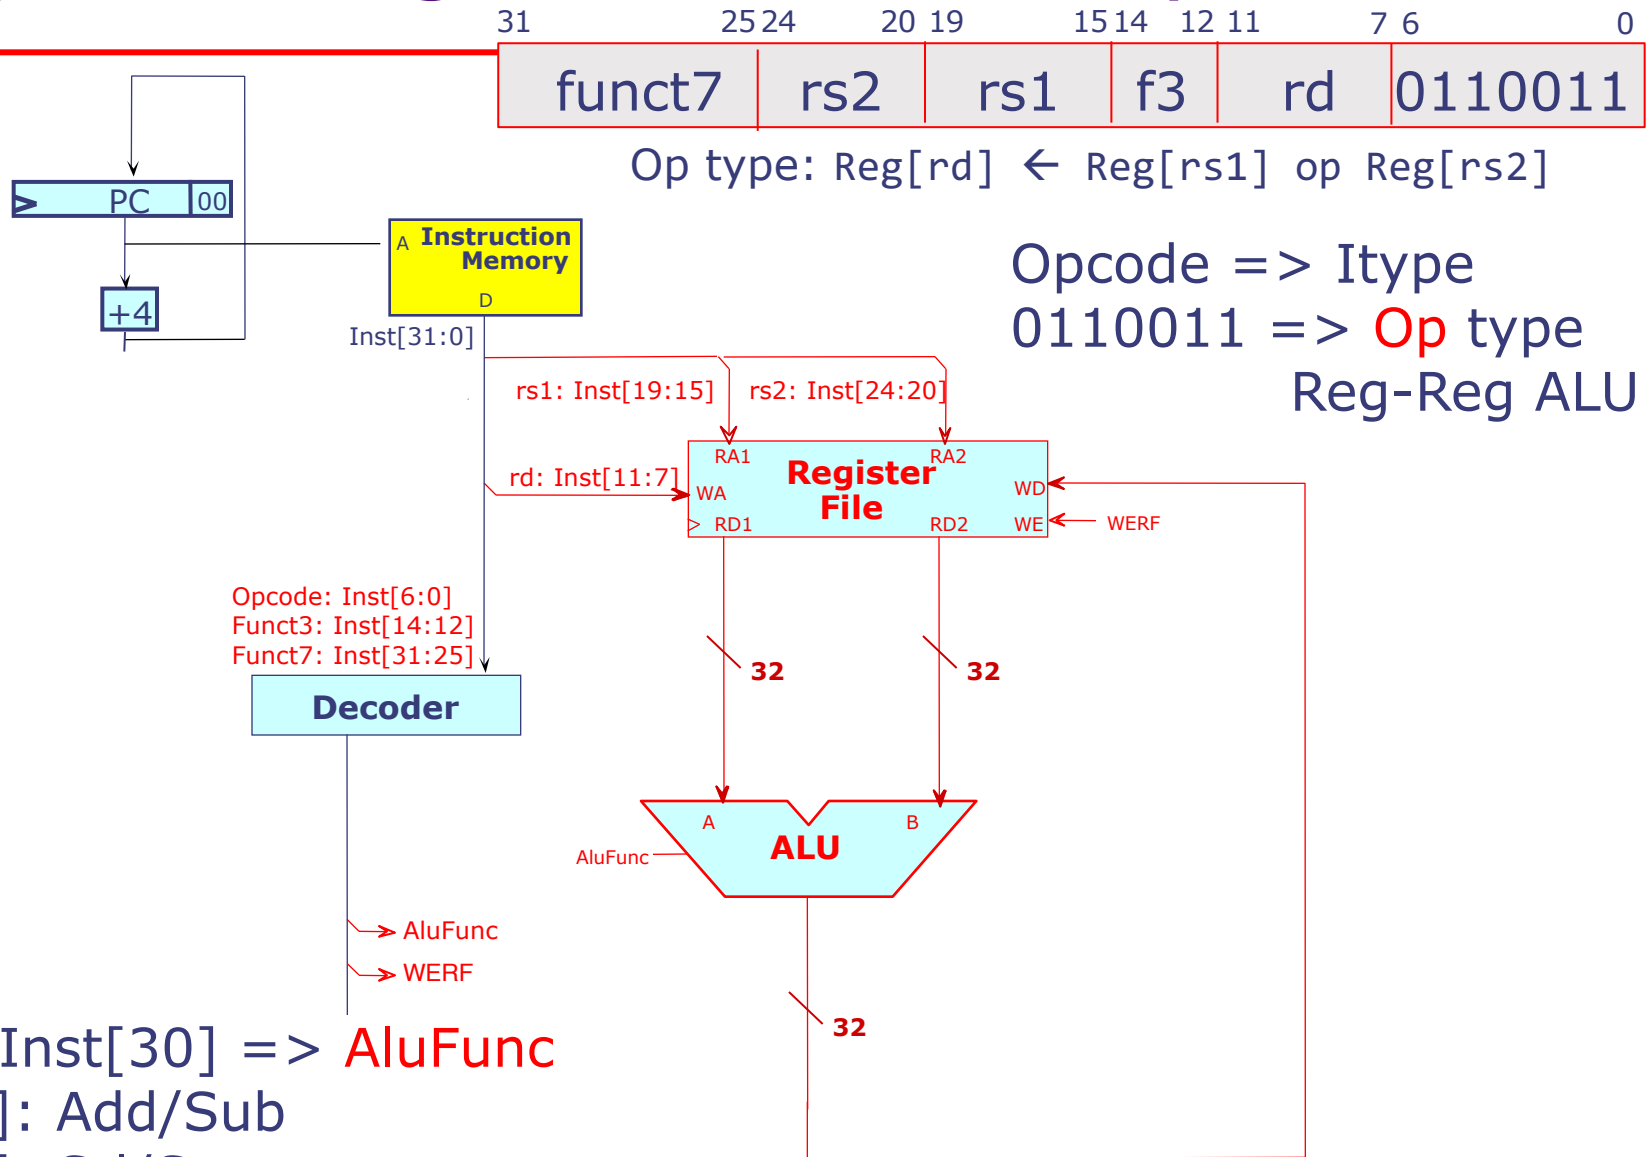 31 25 24 20 19 15 14 12 11 7 6 0
funct7 rs2 rs1 f3 rd 0110011
Op type: Reg[rd] ← Reg[rs1] op Reg[rs2]
PC 00
+4
A Instruction
Memory
D
Inst[31:0]
Opcode => Itype
0110011 => Op type
Reg-Reg ALU
rs1: Inst[19:15] rs2: Inst[24:20]
rd: Inst[11:7]
RA1 RA2
Register
File
WA WD
RD1 RD2 WE
WERF
Opcode: Inst[6:0]
Funct3: Inst[14:12]
Funct7: Inst[31:25]
32 32
Decoder
A B
ALU
AluFunc
AluFunc
WERF
32
Inst[30] => AluFunc
]: Add/Sub